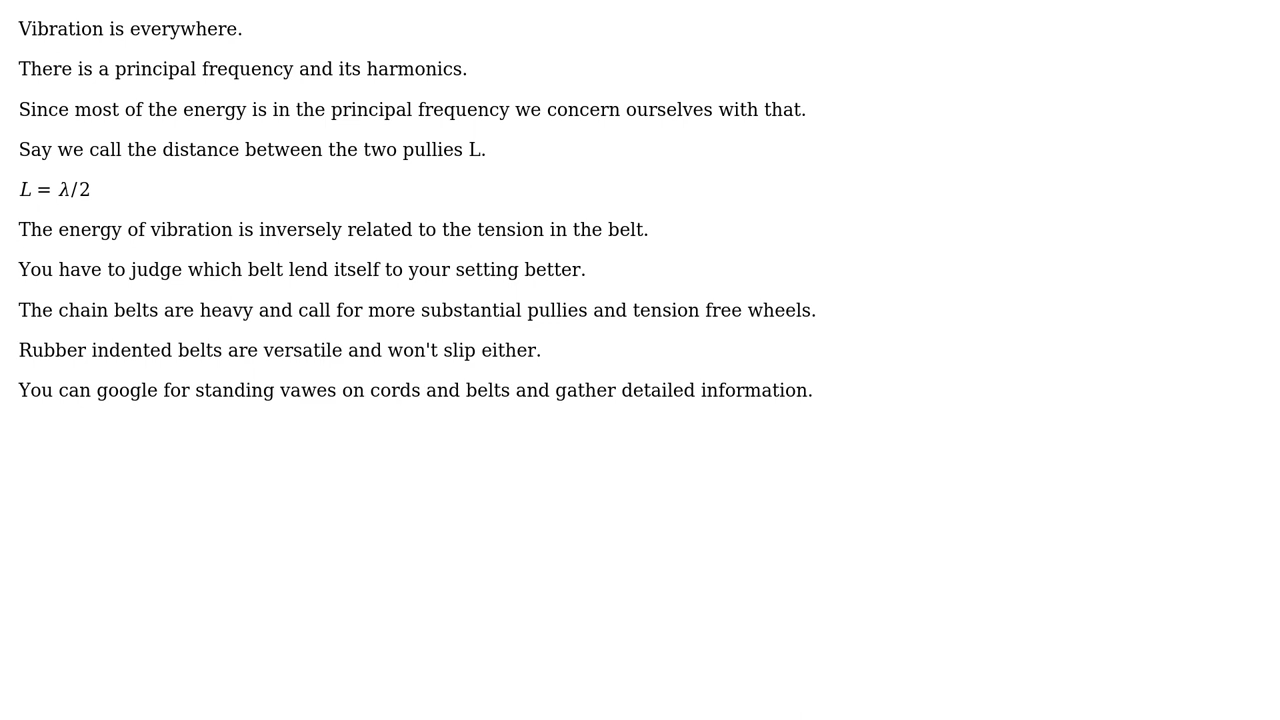 Vibration is everywhere.
There is a principal frequency and its harmonics.
Since most of the energy is in the principal frequency we concern ourselves with that.
Say we call the distance between the two pullies L.
L = λ/2
The energy of vibration is inversely related to the tension in the belt.
You have to judge which belt lend itself to your setting better.
The chain belts are heavy and call for more substantial pullies and tension free wheels.
Rubber indented belts are versatile and won't slip either.
You can google for standing vawes on cords and belts and gather detailed information.